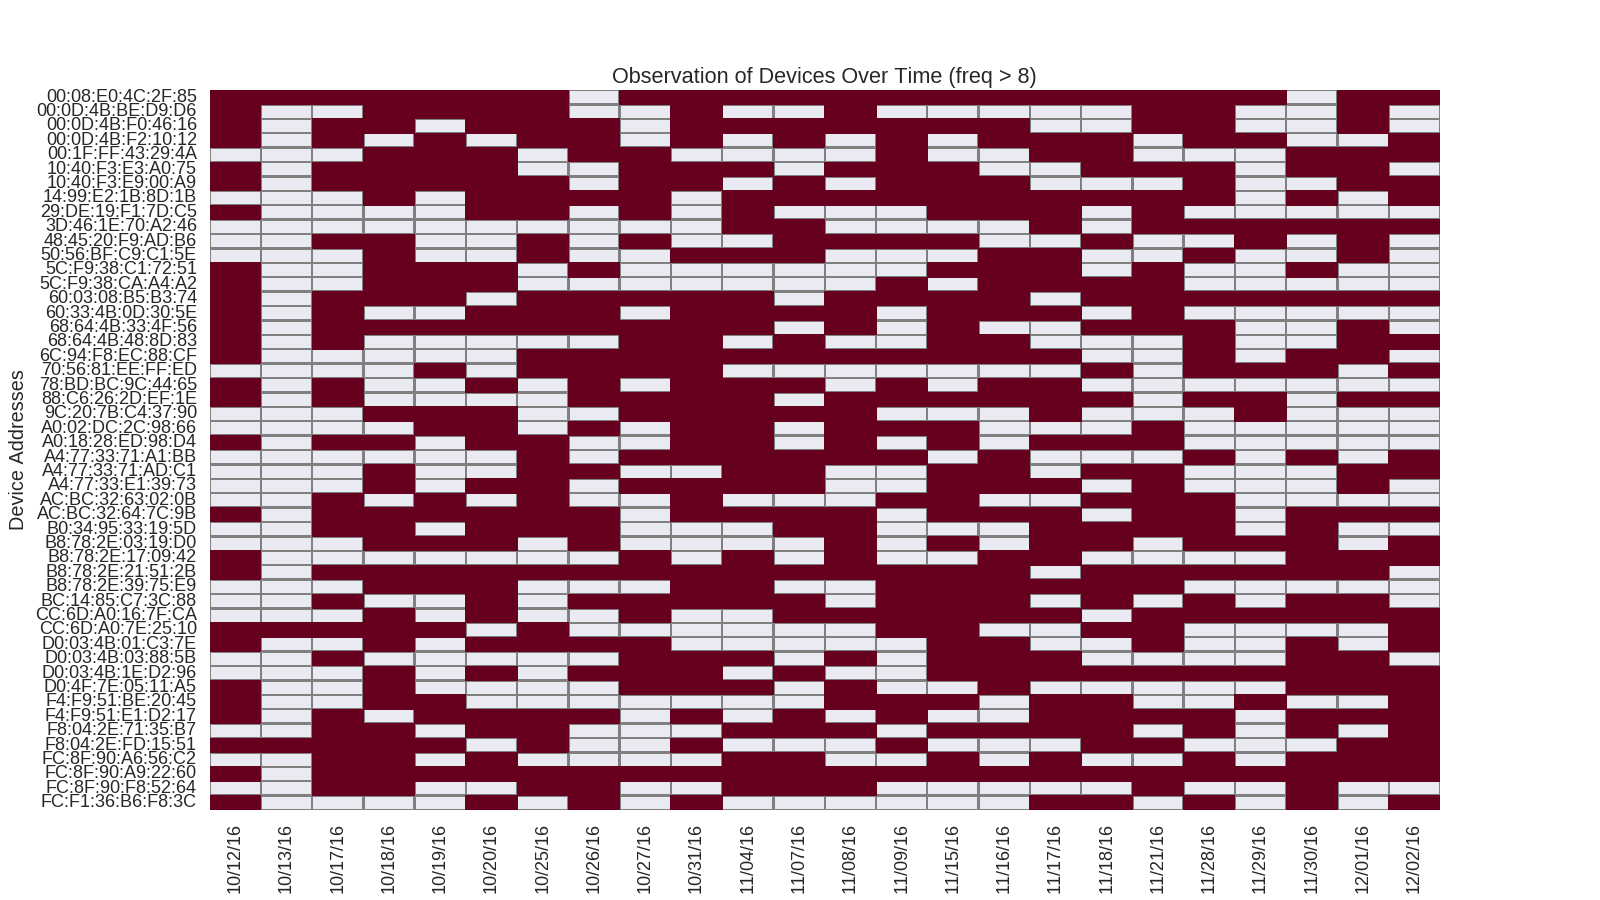 Observation of Devices Over Time (freq > 8)
Device Addresses
00:08:E0:4C:2F:85
00:0D:4B:BE:D9:D6
00:0D:4B:F0:46:16
00:0D:4B:F2:10:12
00:1F:FF:43:29:4A
10:40:F3:E3:A0:75
10:40:F3:E9:00:A9
14:99:E2:1B:8D:1B
29:DE:19:F1:7D:C5
3D:46:1E:70:A2:46
48:45:20:F9:AD:B6
50:56:BF:C9:C1:5E
5C:F9:38:C1:72:51
5C:F9:38:CA:A4:A2
60:03:08:B5:B3:74
60:33:4B:0D:30:5E
68:64:4B:33:4F:56
68:64:4B:48:8D:83
6C:94:F8:EC:88:CF
70:56:81:EE:FF:ED
78:BD:BC:9C:44:65
88:C6:26:2D:EF:1E
9C:20:7B:C4:37:90
A0:02:DC:2C:98:66
A0:18:28:ED:98:D4
A4:77:33:71:A1:BB
A4:77:33:71:AD:C1
A4:77:33:E1:39:73
AC:BC:32:63:02:0B
AC:BC:32:64:7C:9B
B0:34:95:33:19:5D
B8:78:2E:03:19:D0
B8:78:2E:17:09:42
B8:78:2E:21:51:2B
B8:78:2E:39:75:E9
BC:14:85:C7:3C:88
CC:6D:A0:16:7F:CA
CC:6D:A0:7E:25:10
D0:03:4B:01:C3:7E
D0:03:4B:03:88:5B
D0:03:4B:1E:D2:96
D0:4F:7E:05:11:A5
F4:F9:51:BE:20:45
F4:F9:51:E1:D2:17
F8:04:2E:71:35:B7
F8:04:2E:FD:15:51
FC:8F:90:A6:56:C2
FC:8F:90:A9:22:60
FC:8F:90:F8:52:64
FC:F1:36:B6:F8:3C
10/12/16
10/13/16
10/17/16
10/18/16
10/19/16
10/20/16
10/25/16
10/26/16
10/27/16
10/31/16
11/04/16
11/07/16
11/08/16
11/09/16
11/15/16
11/16/16
11/17/16
11/18/16
11/21/16
11/28/16
11/29/16
11/30/16
12/01/16
12/02/16